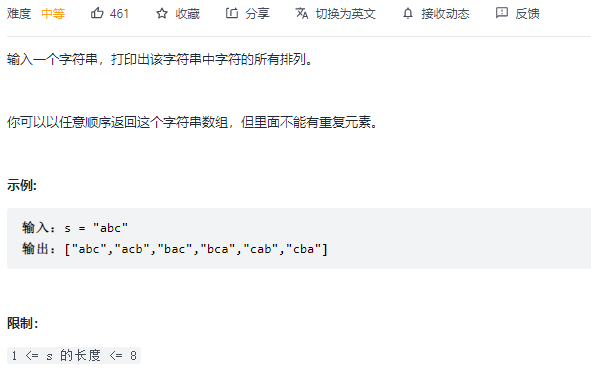 难度 中等 461 收藏 分享 切换为英文 接收动态 反馈
输入一个字符串，打印出该字符串中字符的所有排列。
你可以以任意顺序返回这个字符串数组，但里面不能有重复元素。
示例:
输入：s = "abc"
输出：["abc","acb","bac","bca","cab","cba"]
限制：
1 <= s 的长度 <= 8